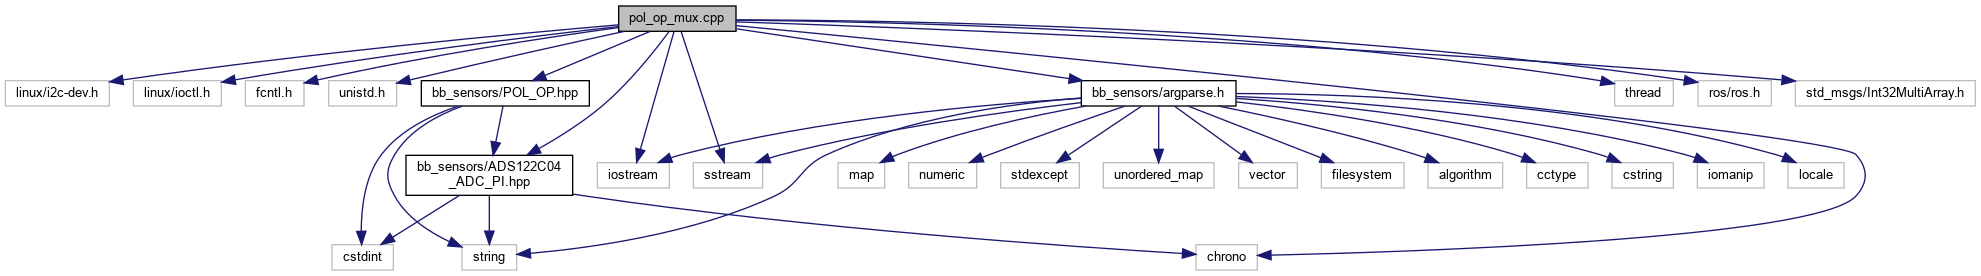 pol_op_mux.cpp
linux/i2c-dev.h
linux/ioctl.h
fcntl.h
unistd.h
bb_sensors/POL_OP.hpp
bb_sensors/argparse.h
thread
ros/ros.h
std_msgs/Int32MultiArray.h
bb_sensors/ADS122C04
_ADC_PI.hpp
iostream
sstream
map
numeric
stdexcept
unordered_map
vector
filesystem
algorithm
cctype
cstring
iomanip
locale
cstdint
string
chrono